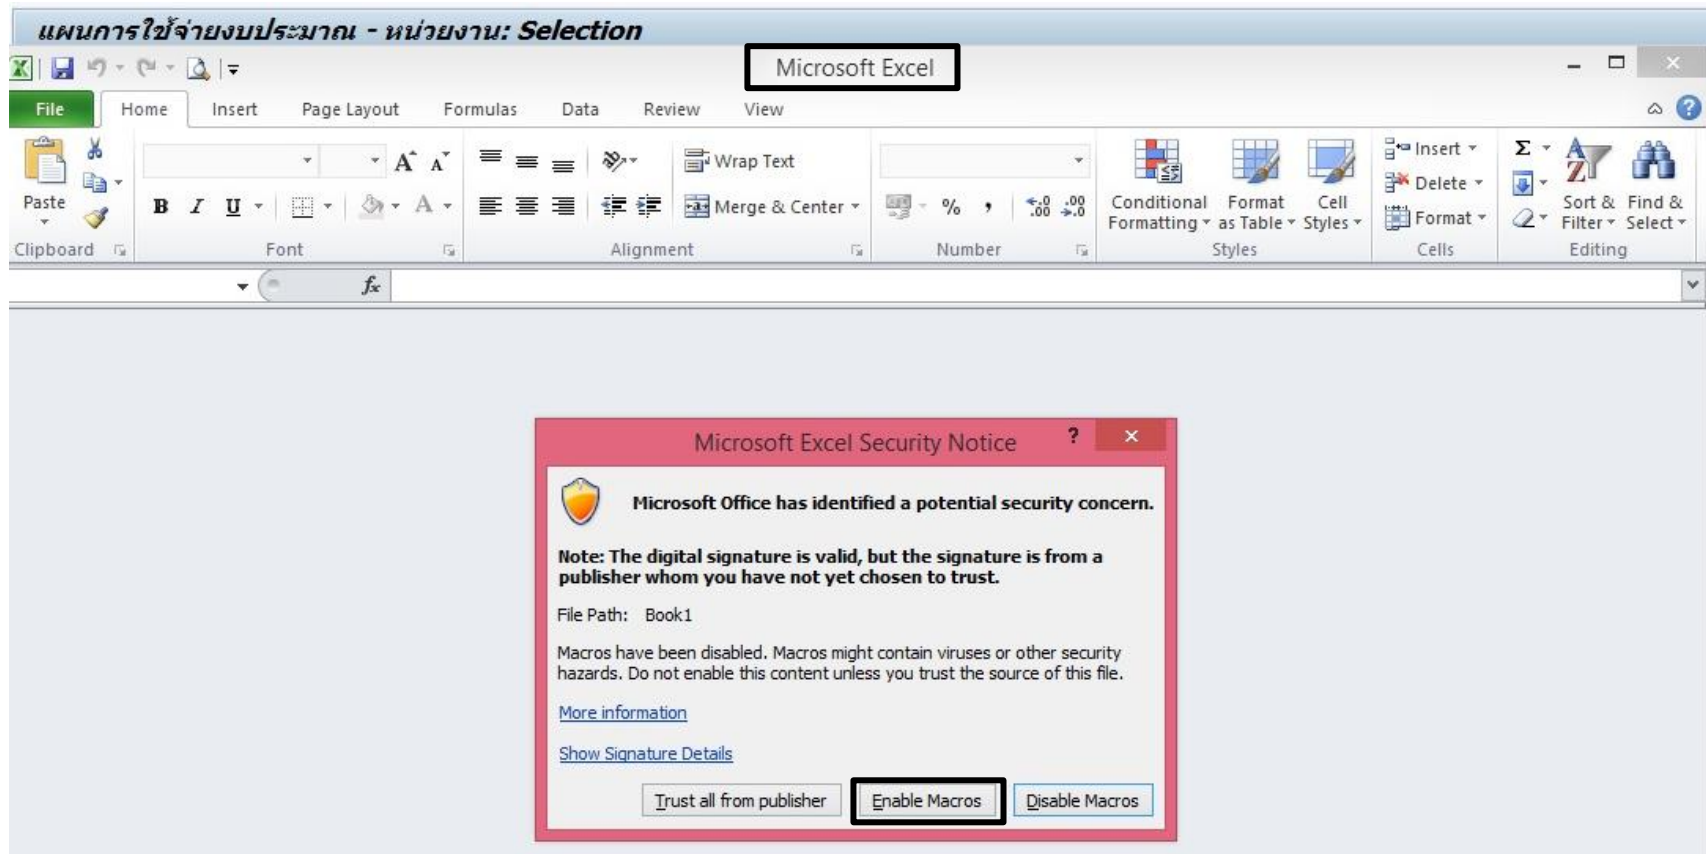 แผนการใช้จ่ายงบประมาณ - หน่วยงาน: Selection
Microsoft Excel
File Home Insert Page Layout Formulas Data Review View
Paste
Clipboard
A A
B I U A
Font
Wrap Text
Merge & Center
Alignment
% , .00 .00
Number
Conditional Formatting
Format as Table
Cell Styles
Styles
Insert
Delete
Format
Cells
Σ
Sort & Filter
Find & Select
Editing
fx
Microsoft Excel Security Notice ? ×
Microsoft Office has identified a potential security concern.
Note: The digital signature is valid, but the signature is from a
publisher whom you have not yet chosen to trust.
File Path: Book1
Macros have been disabled. Macros might contain viruses or other security
hazards. Do not enable this content unless you trust the source of this file.
More information
Show Signature Details
Trust all from publisher Enable Macros Disable Macros